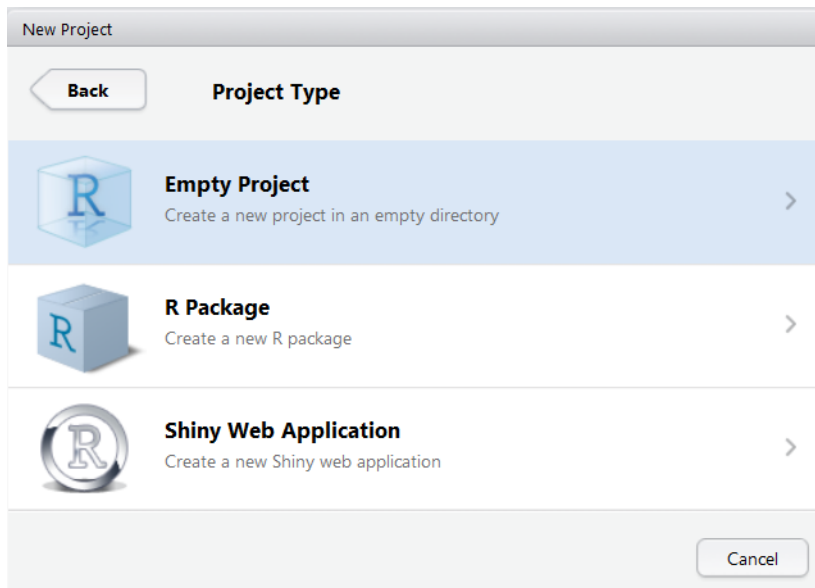 New Project
Back
Project Type
R
Empty Project
Create a new project in an empty directory
R
R Package
Create a new R package
R
Shiny Web Application
Create a new Shiny web application
Cancel